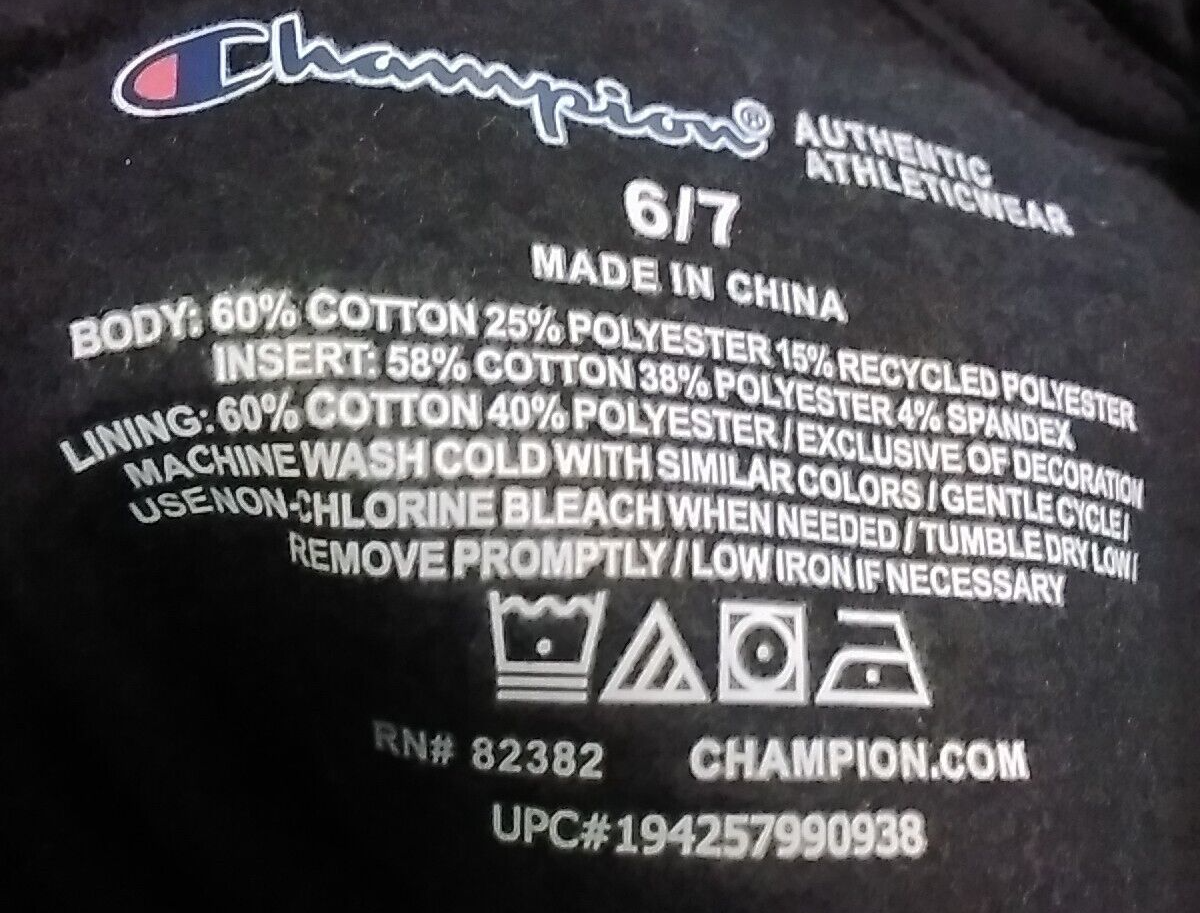 Champion® AUTHENTIC
ATHLETICWEAR
6/7
MADE IN CHINA
BODY: 60% COTTON 25% POLYESTER 15% RECYCLED POLYESTER
INSERT: 58% COTTON 38% POLYESTER 4% SPANDEX
LINING: 60% COTTON 40% POLYESTER / EXCLUSIVE OF DECORATION
MACHINE WASH COLD WITH SIMILAR COLORS / GENTLE CYCLE /
USE NON-CHLORINE BLEACH WHEN NEEDED / TUMBLE DRY LOW /
REMOVE PROMPTLY / LOW IRON IF NECESSARY
RN# 82382 CHAMPION.COM
UPC#194257990938